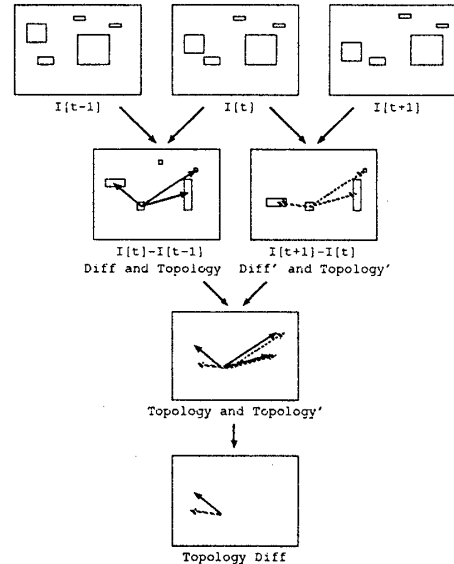 I[t-1]
I[t]
I[t+1]
I[t]-I[t-1]
Diff and Topology
I[t+1]-I[t]
Diff' and Topology'
Topology and Topology'
Topology Diff